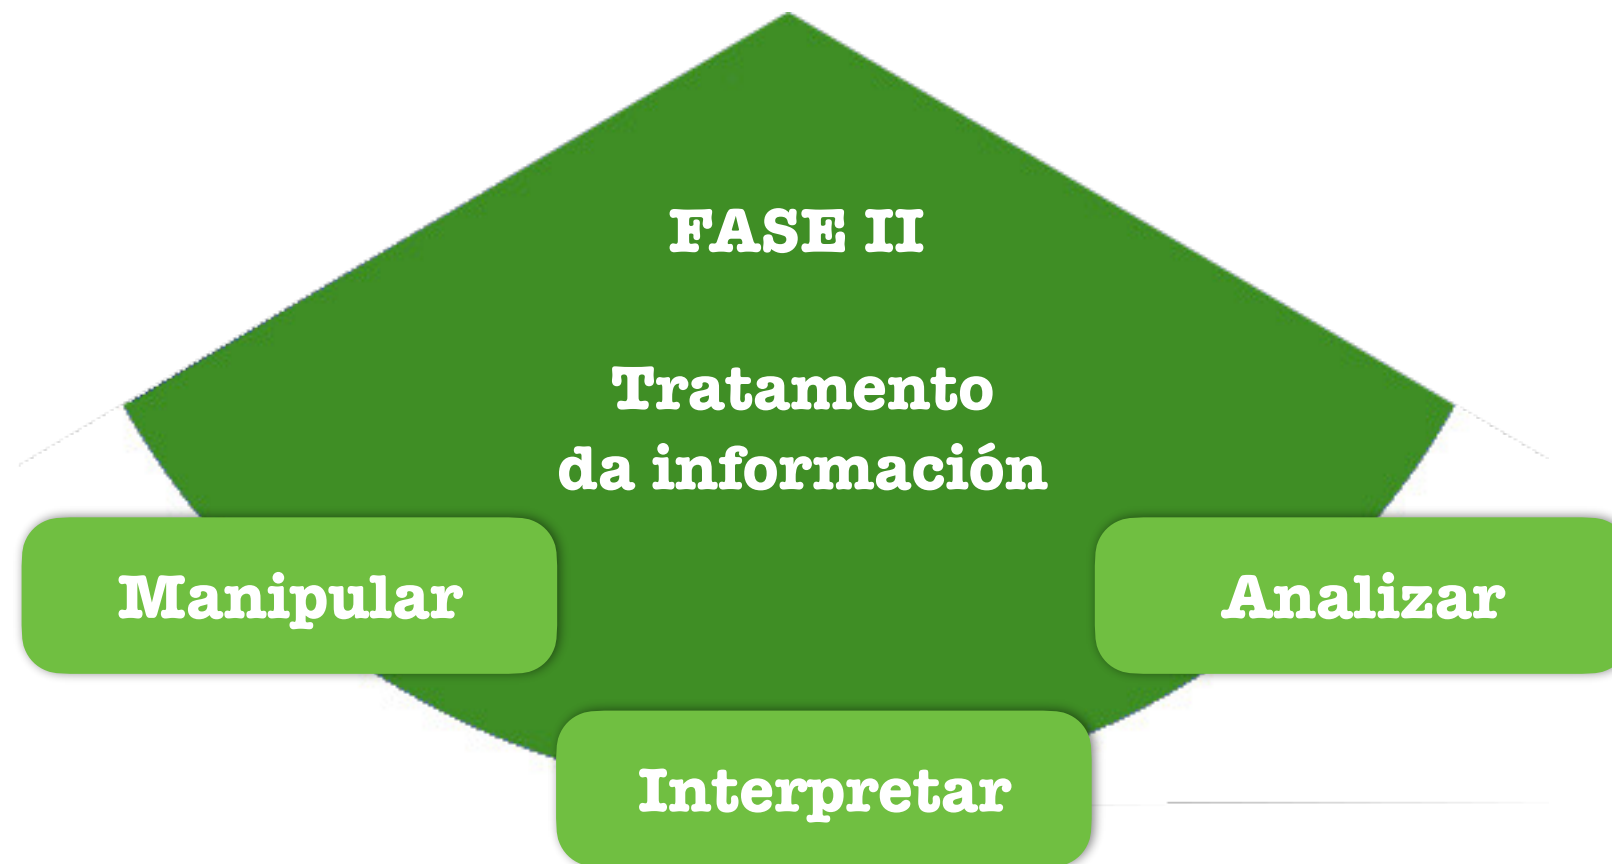 FASE II
Tratamento
da información
Manipular
Analizar
Interpretar